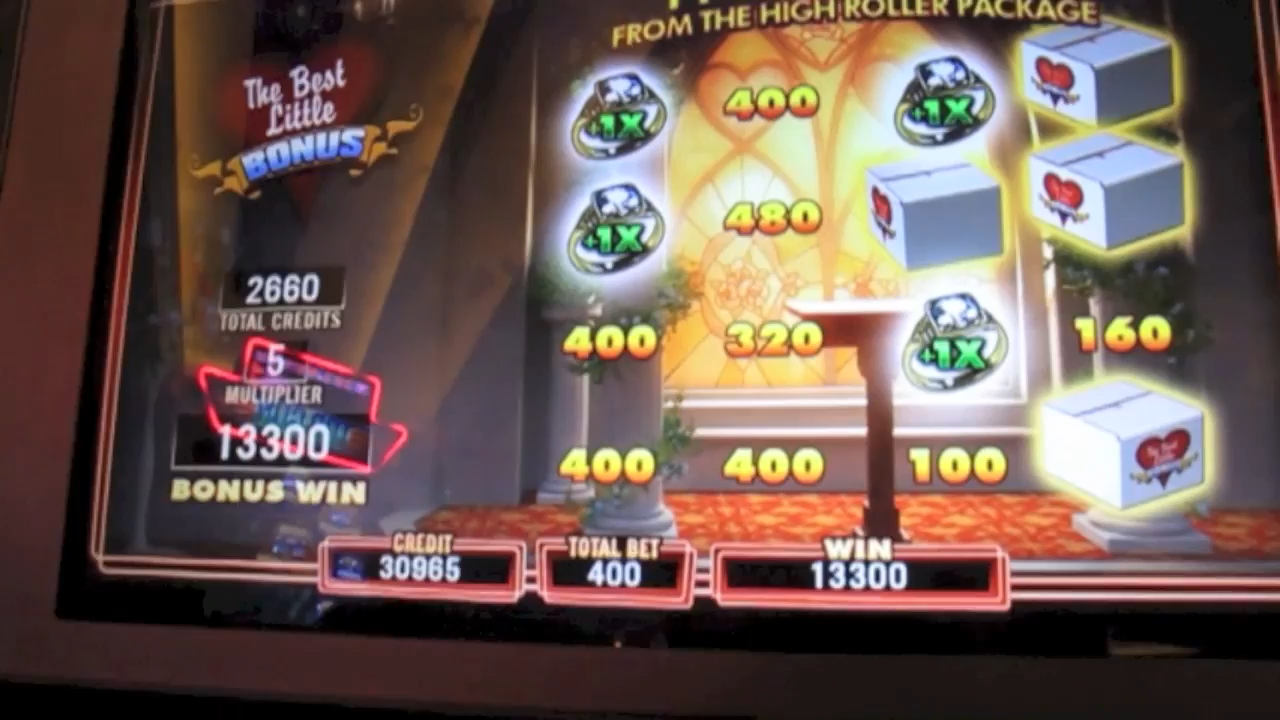 FROM THE HIGH ROLLER PACKAGE
The Best
Little
BONUS
+1X
400
+1X
+1X
480
2660
TOTAL CREDITS
400
320
+1X
160
5
MULTIPLIER
13300
BONUS WIN
400
400
100
CREDIT
30965
TOTAL BET
400
WIN
13300